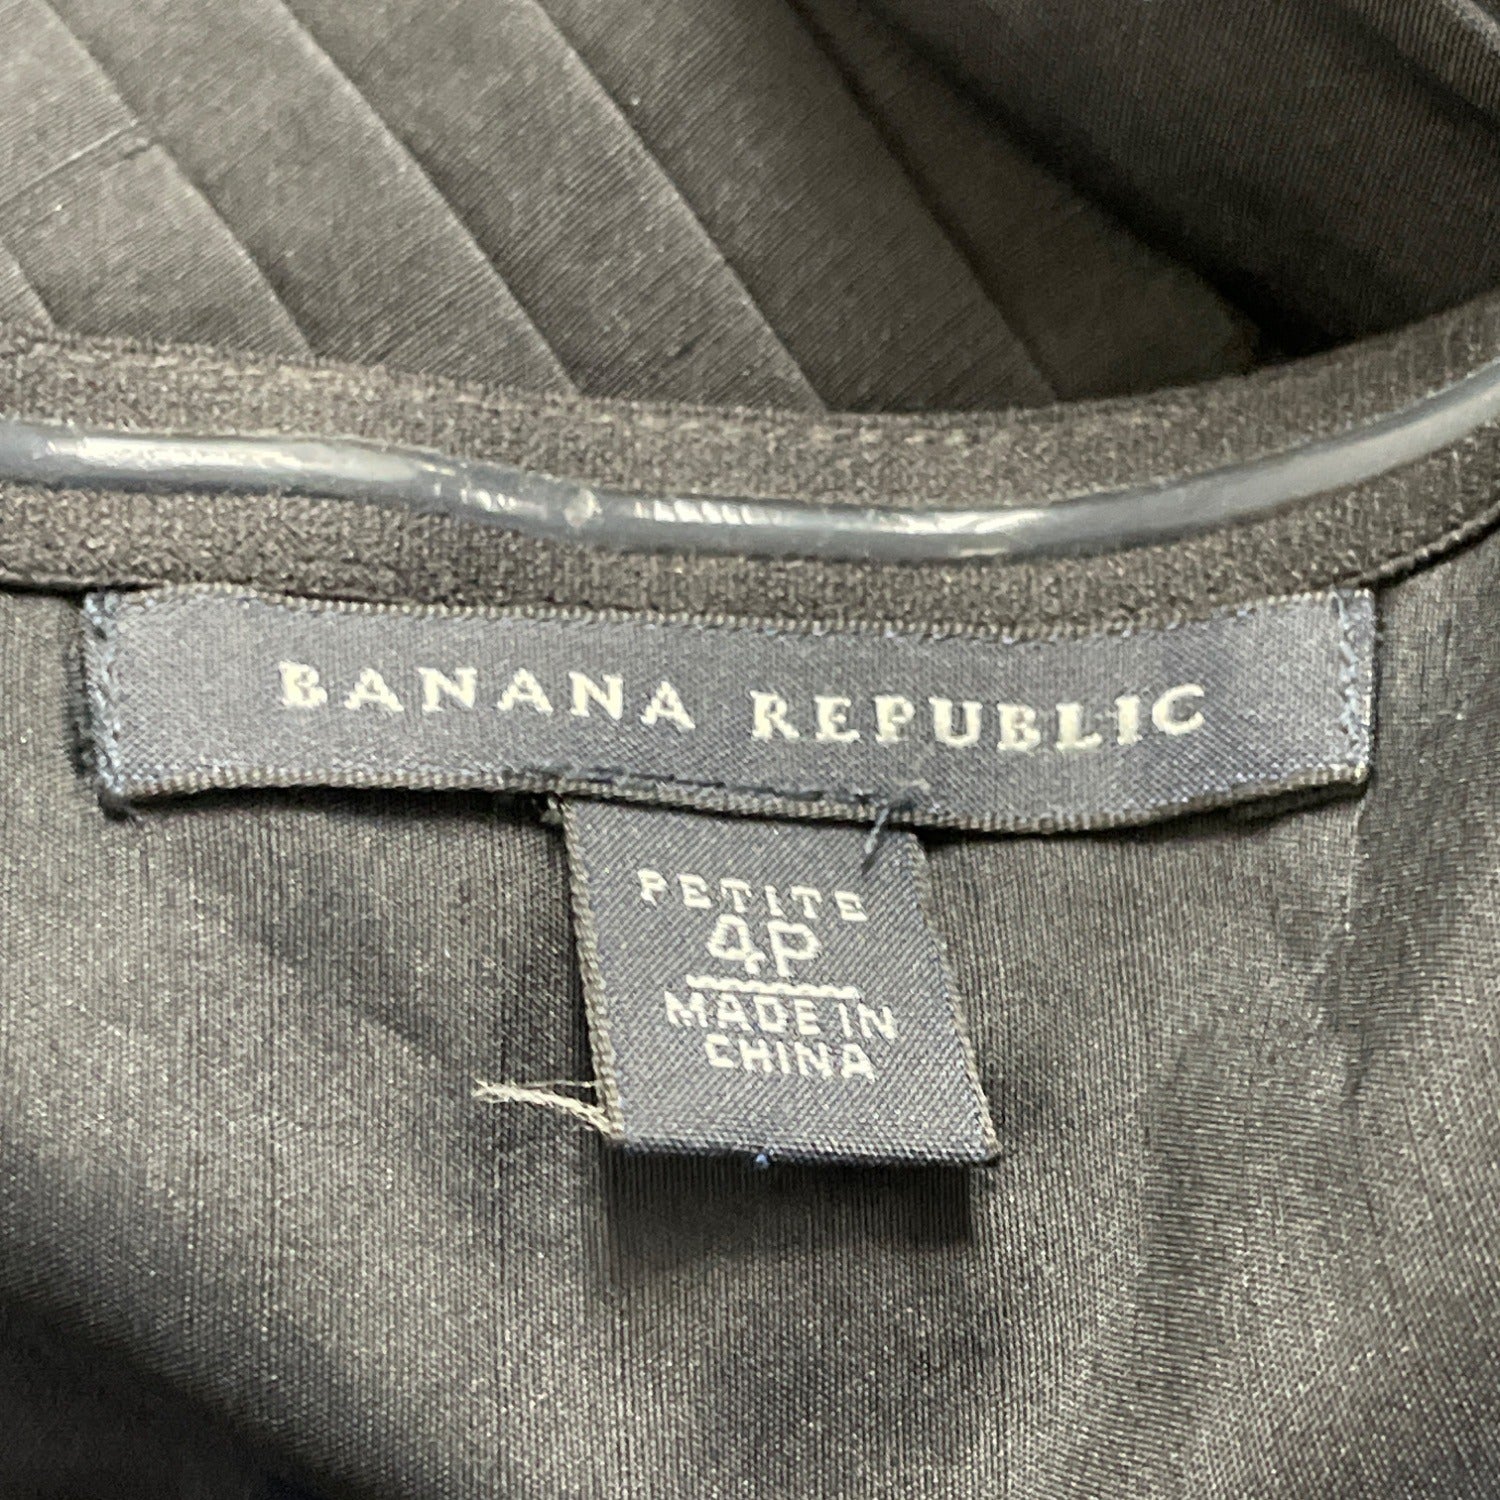 BANANA REPUBLIC
PETITE
4P
MADE IN
CHINA